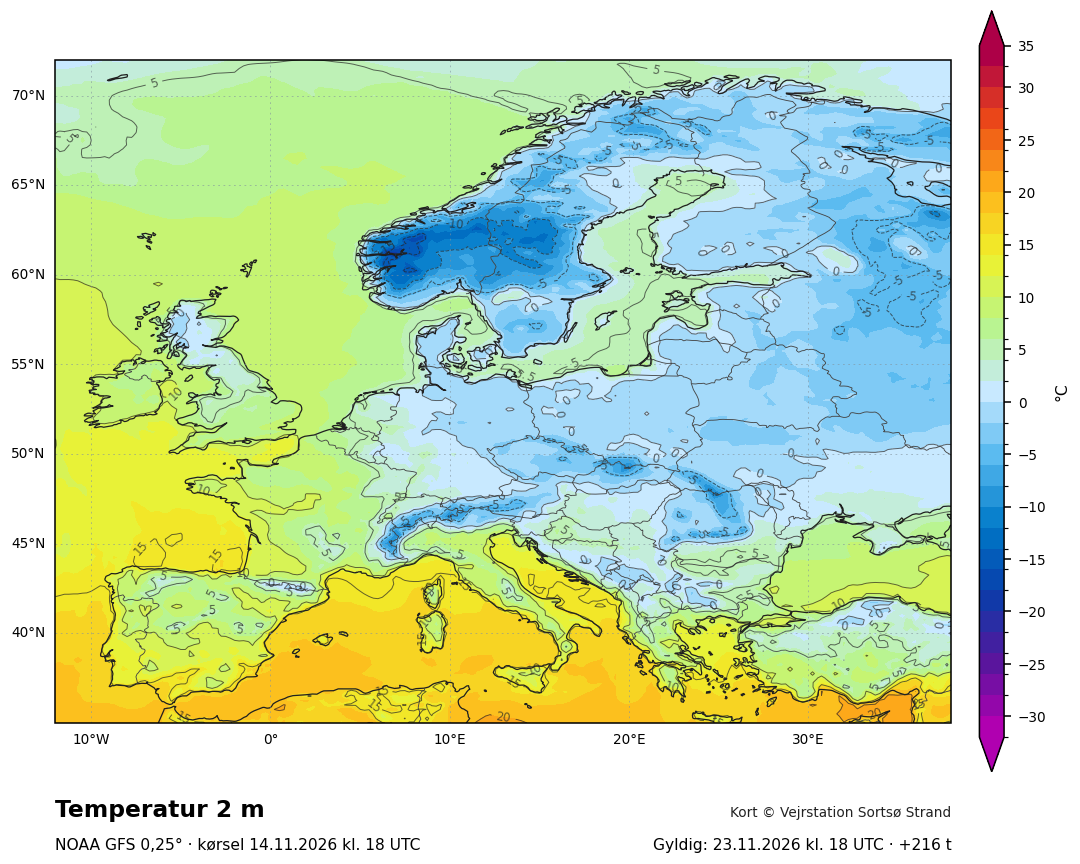 35
30
25
20
15
10
5
0
−5
−10
−15
−20
−25
−30
°C
70°N
65°N
60°N
55°N
50°N
45°N
40°N
10°W
0°
10°E
20°E
30°E
Temperatur 2 m
Kort © Vejrstation Sortsø Strand
NOAA GFS 0,25° · kørsel 14.11.2026 kl. 18 UTC
Gyldig: 23.11.2026 kl. 18 UTC · +216 t